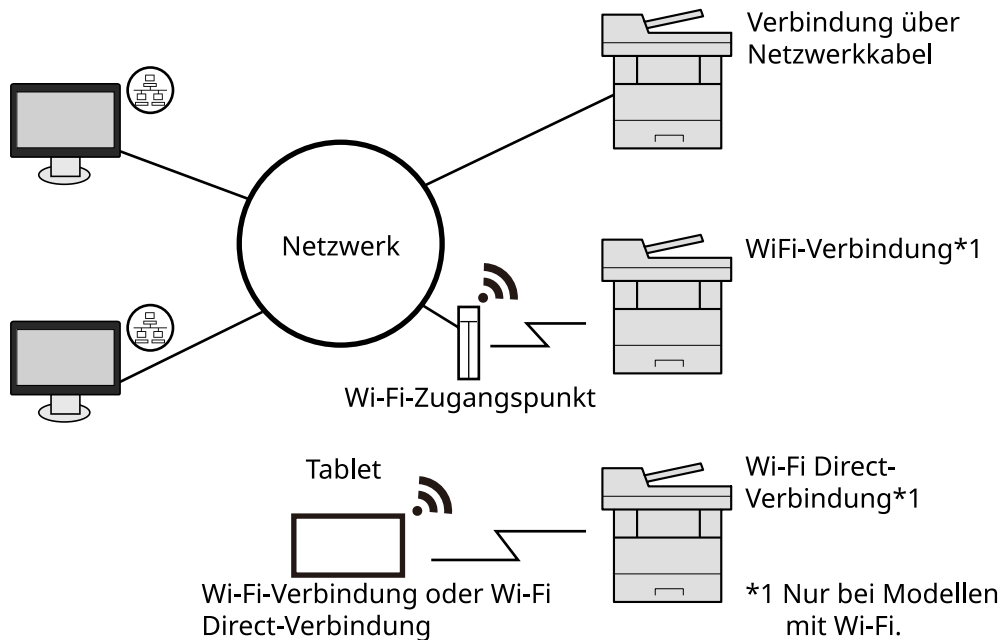 Verbindung über
Netzwerkkabel
Netzwerk
WiFi-Verbindung*1
Wi-Fi-Zugangspunkt
Tablet
Wi-Fi Direct-
Verbindung*1
Wi-Fi-Verbindung oder Wi-Fi
Direct-Verbindung
*1 Nur bei Modellen
mit Wi-Fi.